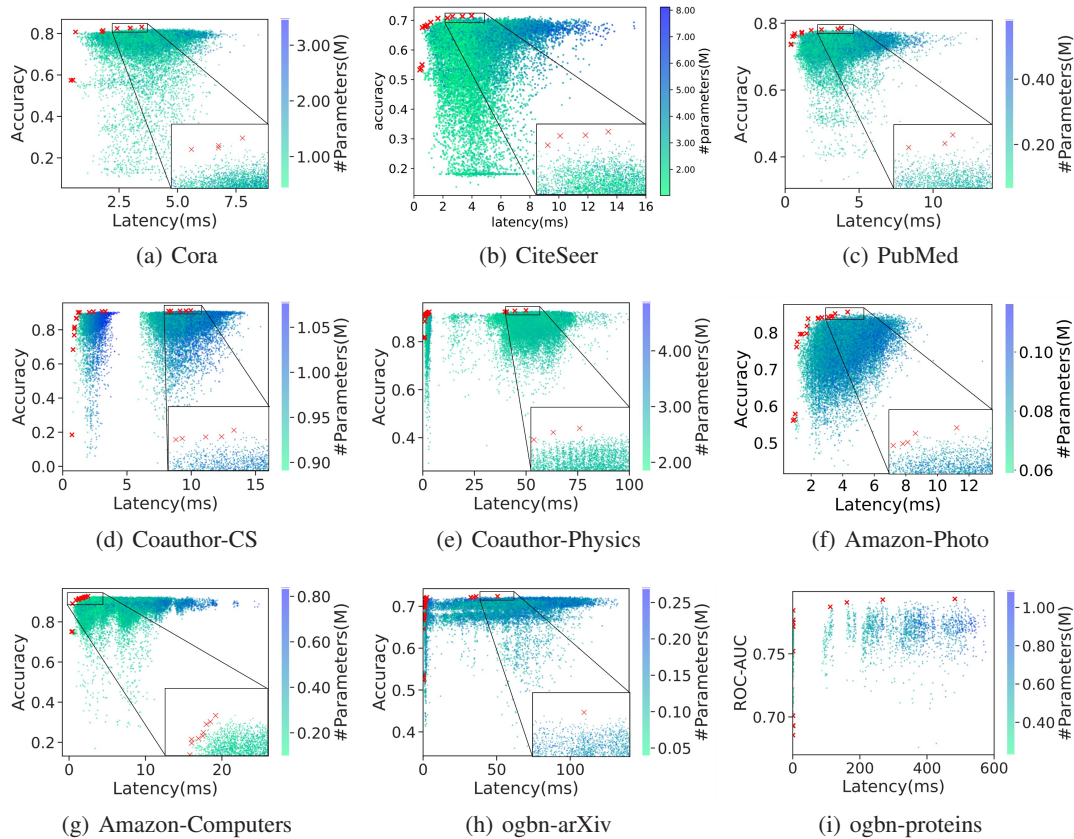 0.8
0.6
0.4
0.2
Accuracy
2.5 5.0 7.5
Latency(ms)
3.00
2.00
1.00
#Parameters(M)
(a) Cora
0.7
0.6
0.5
0.4
0.3
0.2
accuracy
0 2 4 6 8 10 12 14 16
latency(ms)
8.00
7.00
6.00
5.00
4.00
3.00
2.00
#parameters(M)
(b) CiteSeer
0.8
0.6
0.4
Accuracy
0 5 10
Latency(ms)
0.40
0.20
#Parameters(M)
(c) PubMed
0.8
0.6
0.4
0.2
0.0
Accuracy
0 5 10 15
Latency(ms)
1.05
1.00
0.95
0.90
#Parameters(M)
(d) Coauthor-CS
0.8
0.6
0.4
Accuracy
0 25 50 75 100
Latency(ms)
4.00
3.00
2.00
#Parameters(M)
(e) Coauthor-Physics
0.8
0.7
0.6
0.5
Accuracy
2 4 6 8 10 12
Latency(ms)
0.10
0.08
0.06
#Parameters(M)
(f) Amazon-Photo
0.8
0.6
0.4
0.2
Accuracy
0 10 20
Latency(ms)
0.80
0.60
0.40
0.20
#Parameters(M)
(g) Amazon-Computers
0.7
0.6
0.5
0.4
Accuracy
0 50 100
Latency(ms)
0.25
0.20
0.15
0.10
0.05
#Parameters(M)
(h) ogbn-arXiv
0.75
0.70
ROC-AUC
0 200 400 600
Latency(ms)
1.00
0.80
0.60
0.40
#Parameters(M)
(i) ogbn-proteins